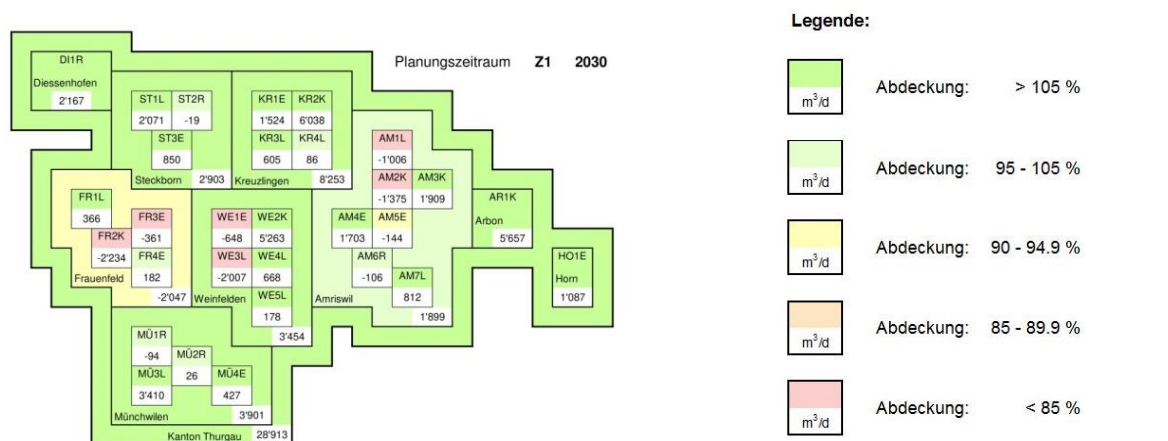 Planungszeitraum Z1 2030
DI1R
Diessenhofen
2'167
ST1L ST2R
2'071 -19
ST3E
850
Steckborn 2'903
KR1E KR2K
1'524 6'038
KR3L KR4L
605 86
Kreuzlingen 8'253
AM1L
-1'006
AM2K AM3K
-1'375 1'909
AM4E AM5E
1'703 -144
AM6R
-106
AM7L
812
Amriswil 1'899
AR1K
Arbon
5'657
HO1E
Horn
1'087
FR1L
366
FR3E
-361
FR2K
-2'234
FR4E
182
Frauenfeld -2'047
WE1E WE2K
-648 5'263
WE3L WE4L
-2'007 668
WE5L
178
Weinfelden 3'454
MÜ1R
-94
MÜ2R
26
MÜ3L MÜ4E
3'410 427
Münchwilen 3'901
Kanton Thurgau 28'913
Legende:
m³/d Abdeckung: > 105 %
m³/d Abdeckung: 95 - 105 %
m³/d Abdeckung: 90 - 94.9 %
m³/d Abdeckung: 85 - 89.9 %
m³/d Abdeckung: < 85 %